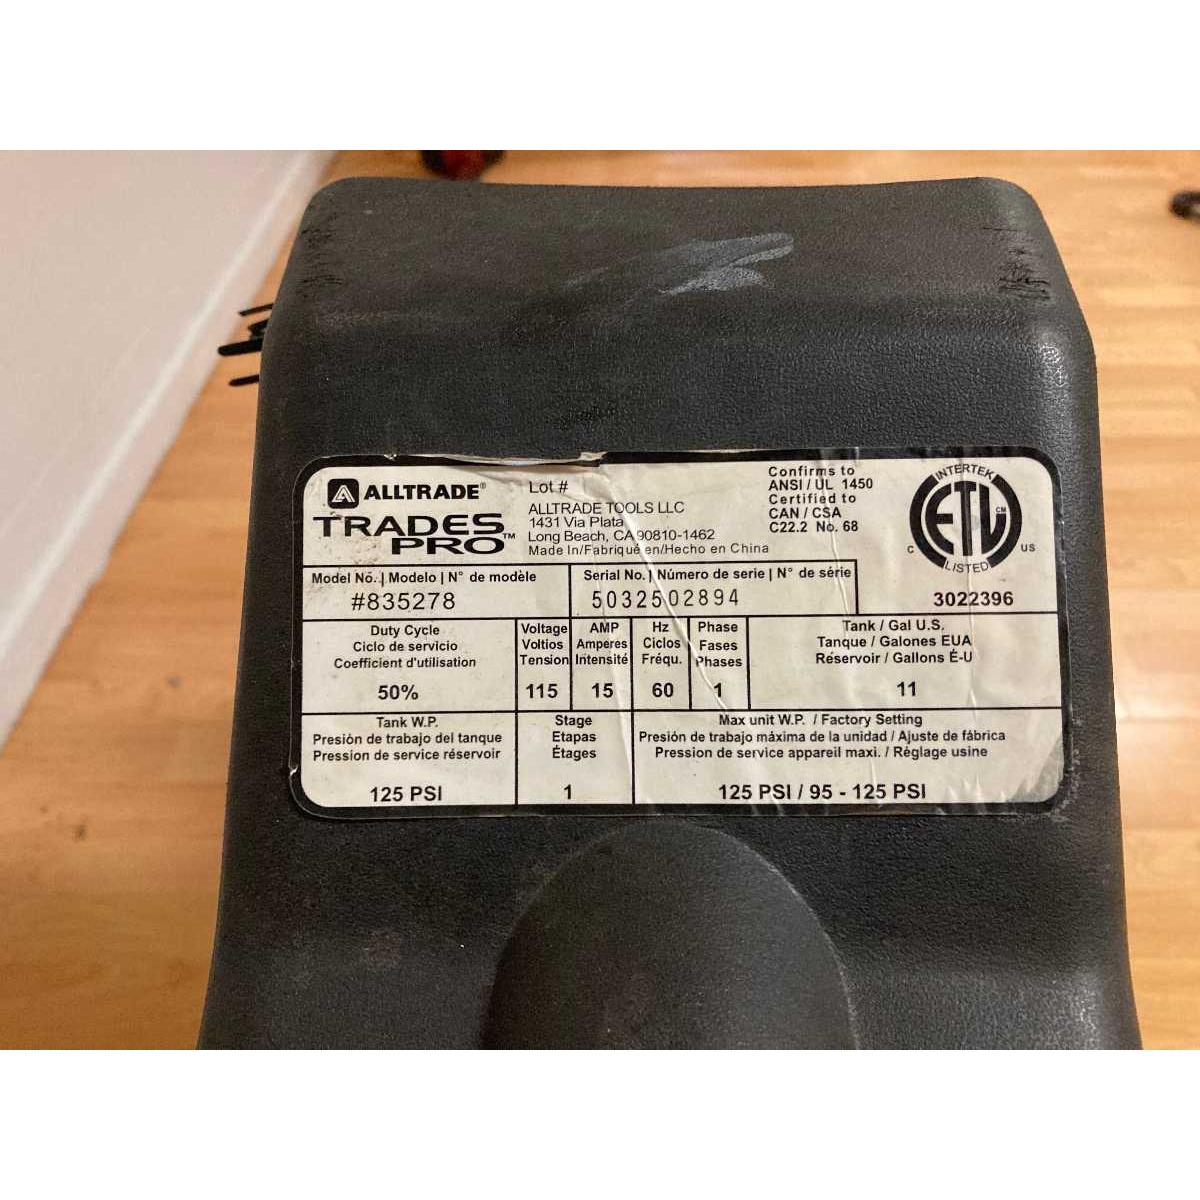 ALLTRADE®
TRADES
PRO™
Lot #
ALLTRADE TOOLS LLC
1431 Via Plata
Long Beach, CA 90810-1462
Made In/Fabriqué en/Hecho en China
Confirms to
ANSI / UL 1450
Certified to
CAN / CSA
C22.2 No. 68
INTERTEK
ETL CM
C US
LISTED
3022396
Model No. | Modelo | N° de modèle
#835278
Serial No. | Número de serie | N° de série
5032502894
Duty Cycle
Ciclo de servicio
Coefficient d'utilisation
50%
Voltage
Voltios
Tension
115
AMP
Amperes
Intensité
15
Hz
Ciclos
Fréqu.
60
Phase
Fases
Phases
1
Tank / Gal U.S.
Tanque / Galones EUA
Réservoir / Gallons É-U
11
Tank W.P.
Presión de trabajo del tanque
Pression de service réservoir
125 PSI
Stage
Etapas
Étages
1
Max unit W.P. / Factory Setting
Presión de trabajo máxima de la unidad / Ajuste de fábrica
Pression de service appareil maxi. / Règlage usine
125 PSI / 95 - 125 PSI